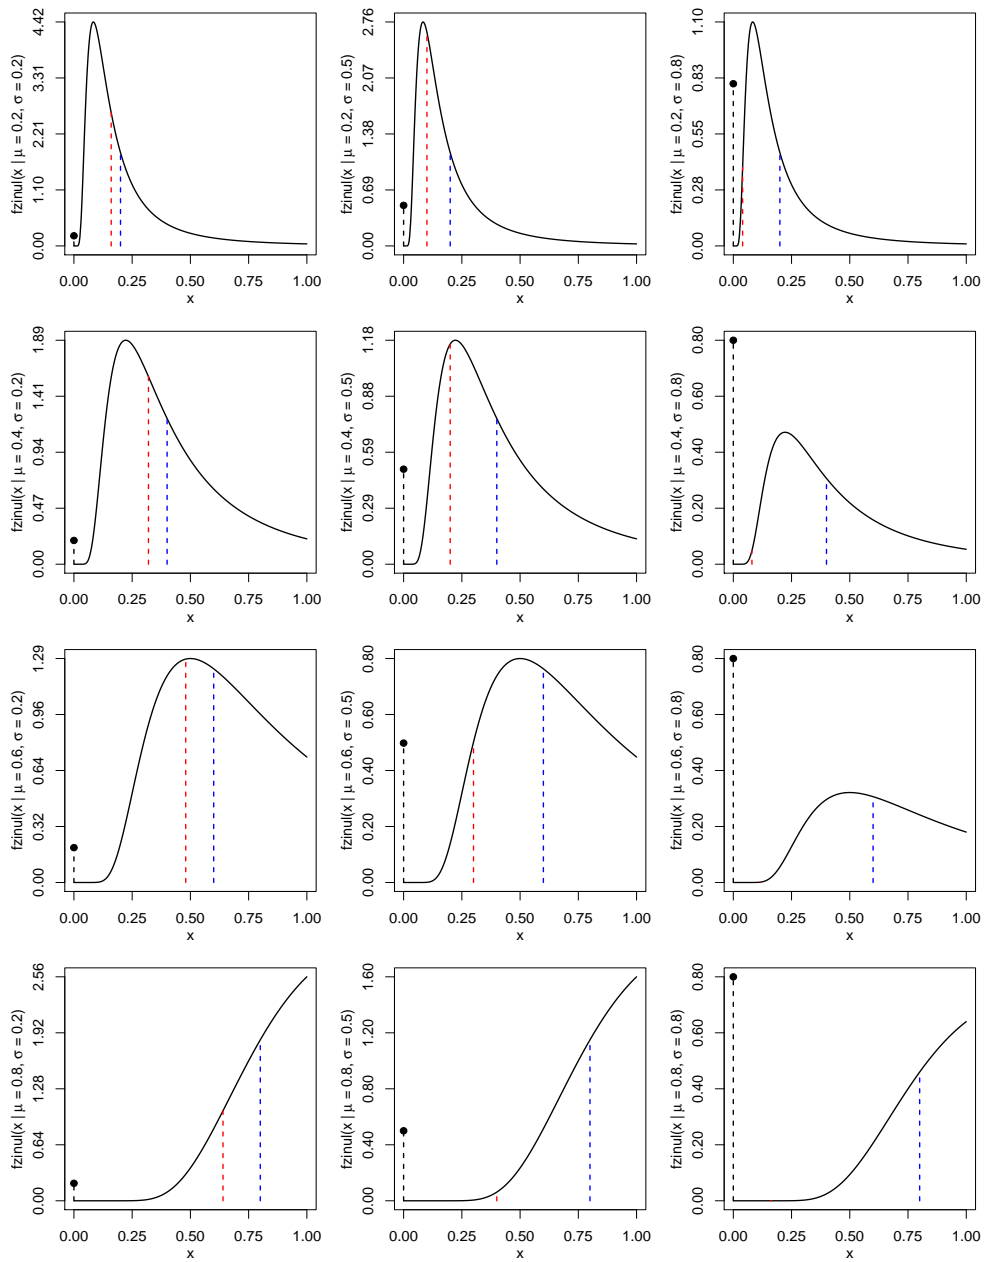 fzinul(x | μ = 0.2, σ = 0.2)
0.00 1.10 2.21 3.31 4.42
0.00 0.25 0.50 0.75 1.00
x
fzinul(x | μ = 0.2, σ = 0.5)
0.00 0.69 1.38 2.07 2.76
0.00 0.25 0.50 0.75 1.00
x
fzinul(x | μ = 0.2, σ = 0.8)
0.00 0.28 0.55 0.83 1.10
0.00 0.25 0.50 0.75 1.00
x
fzinul(x | μ = 0.4, σ = 0.2)
0.00 0.47 0.94 1.41 1.89
0.00 0.25 0.50 0.75 1.00
x
fzinul(x | μ = 0.4, σ = 0.5)
0.00 0.29 0.59 0.88 1.18
0.00 0.25 0.50 0.75 1.00
x
fzinul(x | μ = 0.4, σ = 0.8)
0.00 0.20 0.40 0.60 0.80
0.00 0.25 0.50 0.75 1.00
x
fzinul(x | μ = 0.6, σ = 0.2)
0.00 0.32 0.64 0.96 1.29
0.00 0.25 0.50 0.75 1.00
x
fzinul(x | μ = 0.6, σ = 0.5)
0.00 0.20 0.40 0.60 0.80
0.00 0.25 0.50 0.75 1.00
x
fzinul(x | μ = 0.6, σ = 0.8)
0.00 0.20 0.40 0.60 0.80
0.00 0.25 0.50 0.75 1.00
x
fzinul(x | μ = 0.8, σ = 0.2)
0.00 0.64 1.28 1.92 2.56
0.00 0.25 0.50 0.75 1.00
x
fzinul(x | μ = 0.8, σ = 0.5)
0.00 0.40 0.80 1.20 1.60
0.00 0.25 0.50 0.75 1.00
x
fzinul(x | μ = 0.8, σ = 0.8)
0.00 0.20 0.40 0.60 0.80
0.00 0.25 0.50 0.75 1.00
x